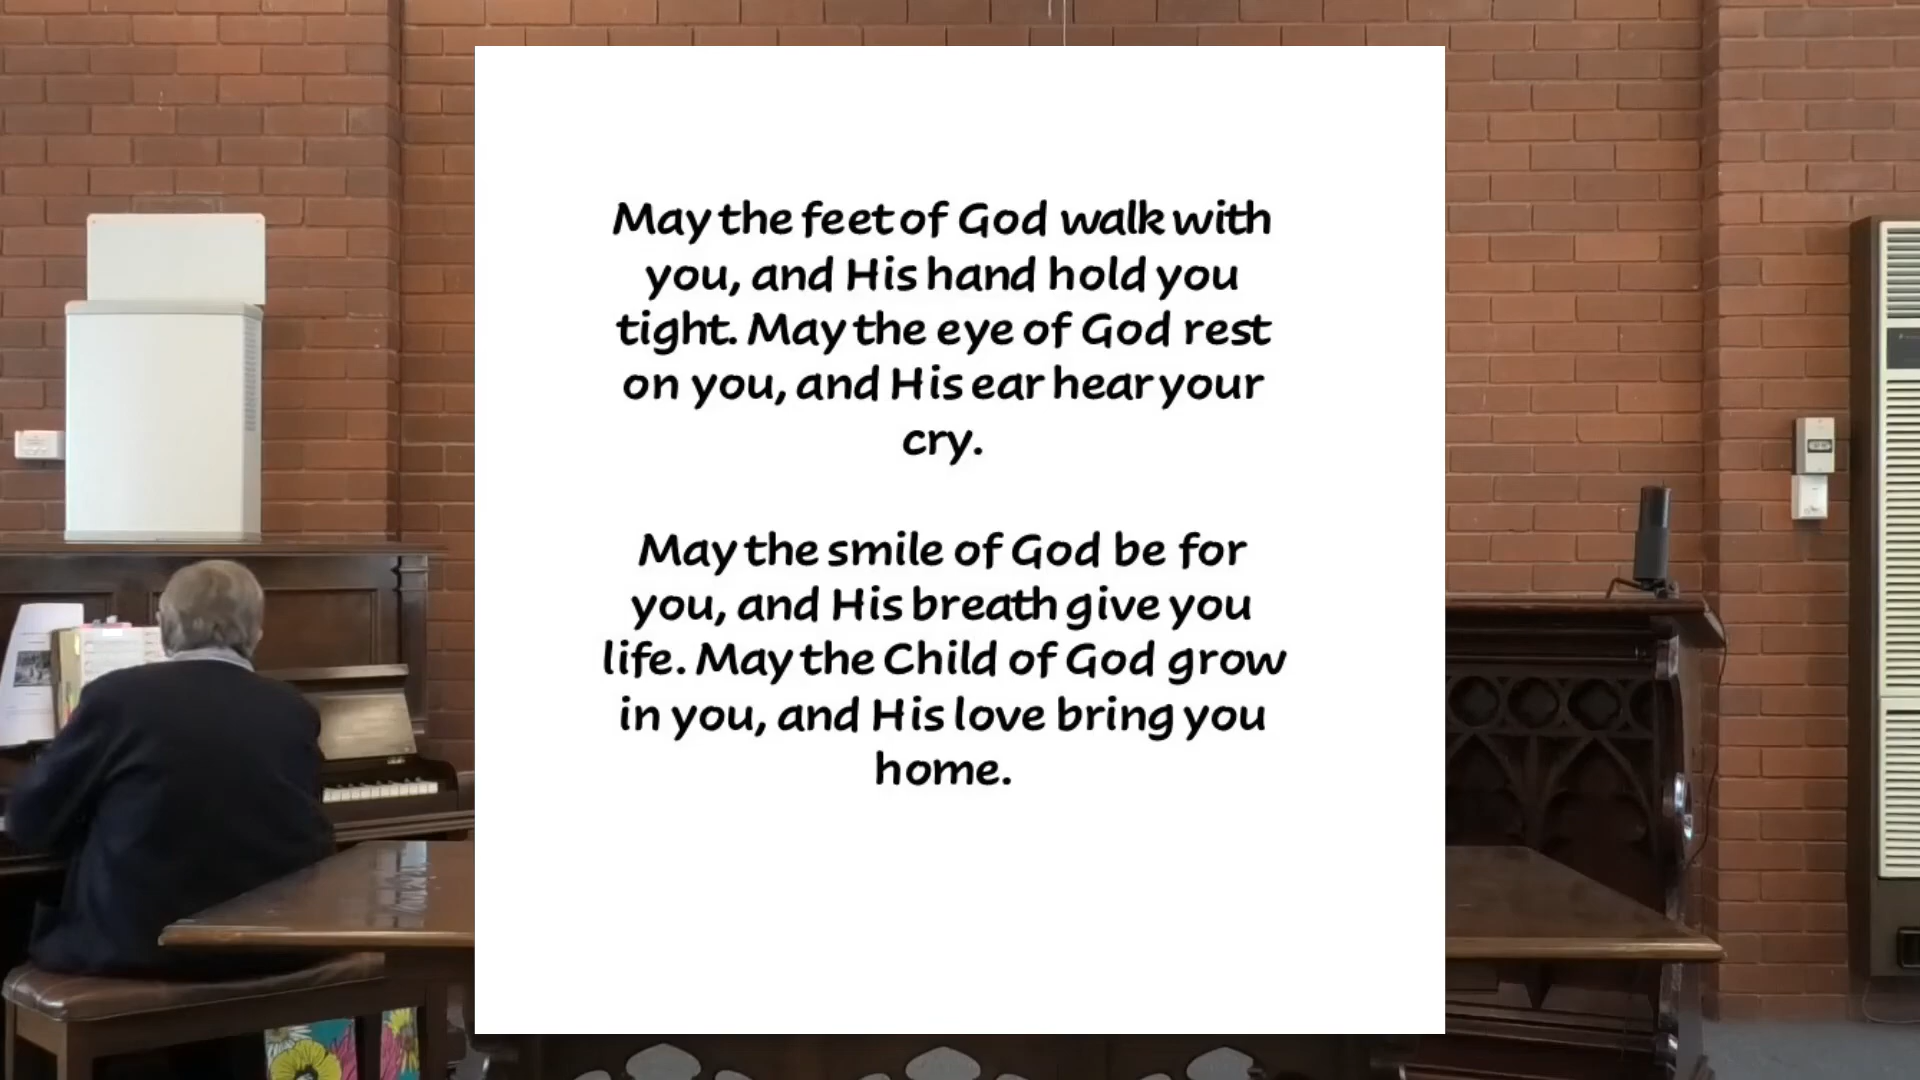 May the feet of God walk with
you, and His hand hold you
tight. May the eye of God rest
on you, and His ear hear your
cry.
May the smile of God be for
you, and His breath give you
life. May the Child of God grow
in you, and His love bring you
home.